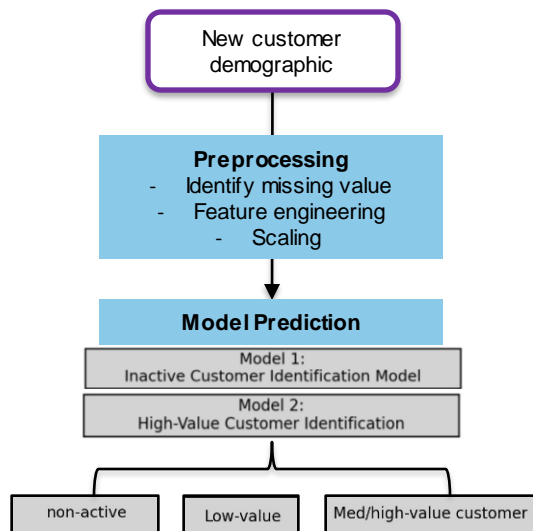 New customer
demographic
Preprocessing
- Identify missing value
- Feature engineering
- Scaling
Model Prediction
Model 1:
Inactive Customer Identification Model
Model 2:
High-Value Customer Identification
non-active
Low-value
Med/high-value customer